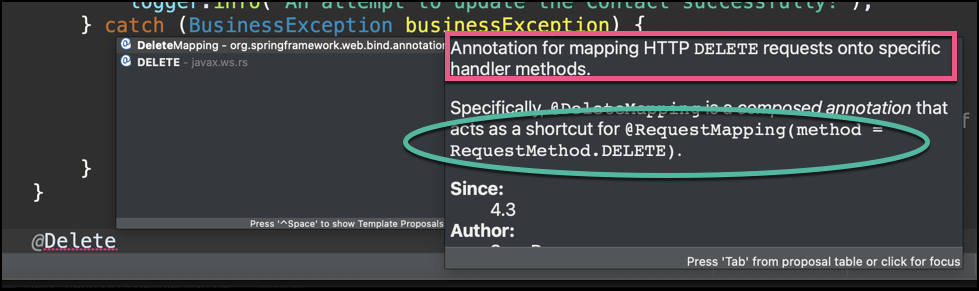 logger.info("An attempt to update the Contact successfully!");
} catch (BusinessException businessException) {
DeleteMapping - org.springframework.web.bind.annotation
DELETE - javax.ws.rs
Press '^Space' to show Template Proposals
Annotation for mapping HTTP DELETE requests onto specific
handler methods.
Specifically, @DeleteMapping is a composed annotation that
acts as a shortcut for @RequestMapping(method =
RequestMethod.DELETE).
Since:
4.3
Author:
Press 'Tab' from proposal table or click for focus
f
}
}
@Delete